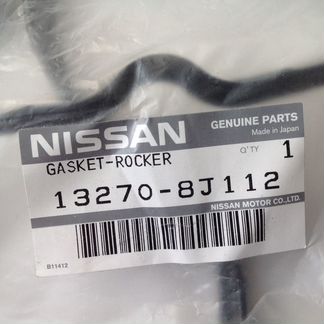 NISSAN
GENUINE PARTS
Made in Japan
GASKET-ROCKER
Q'TY 1
13270-8J112
NISSAN MOTOR CO.,LTD.
B11412